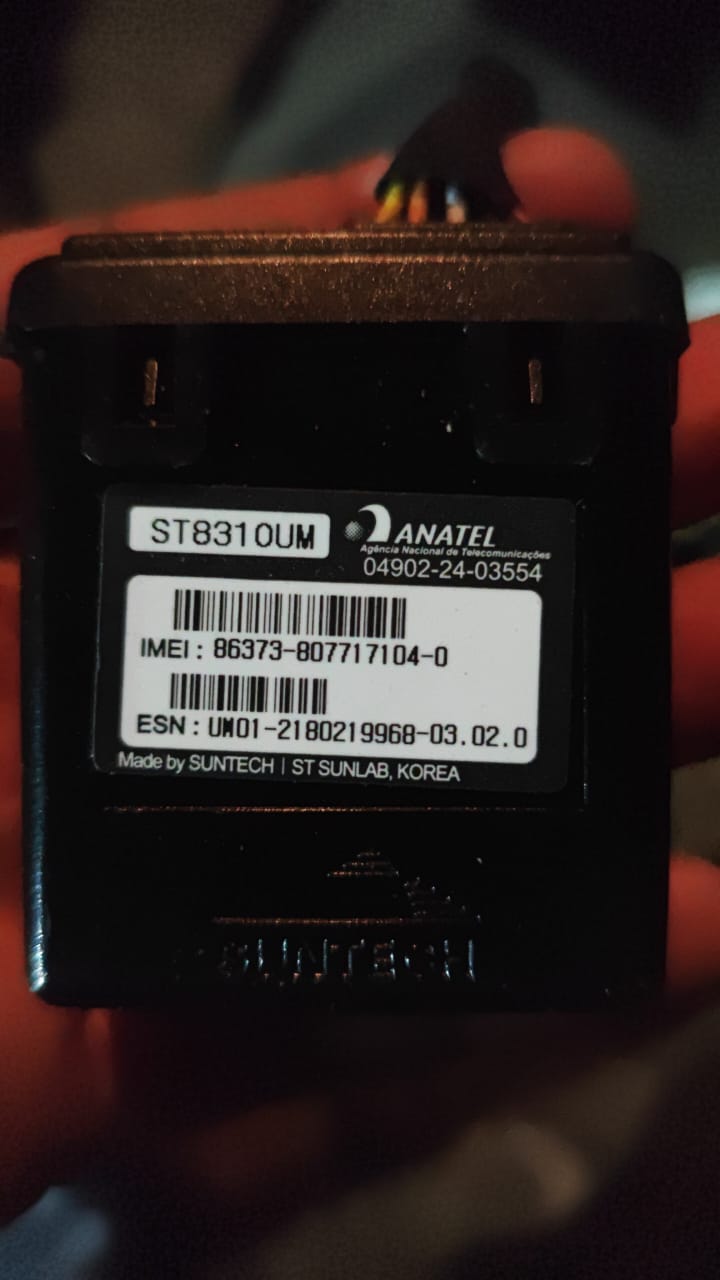 ST8310UM
ANATEL
Agência Nacional de Telecomunicações
04902-24-03554
IMEI : 86373-807717104-0
ESN : UM01-2180219968-03.02.0
Made by SUNTECH | ST SUNLAB, KOREA
SUNTECH